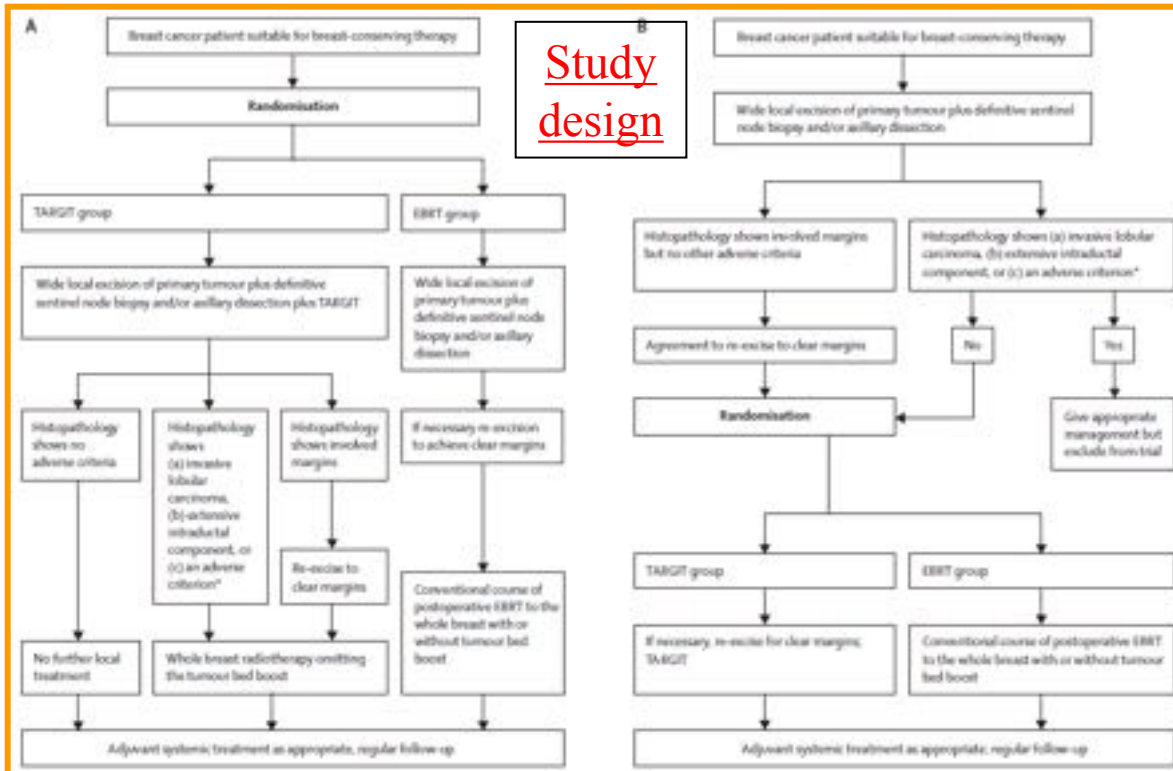 A
Breast cancer patient suitable for breast-conserving therapy
Randomisation
TARGIT group
EBRT group
Wide local excision of primary tumour plus definitive
sentinel node biopsy and/or axillary dissection plus TARGIT
Wide local excision of
primary tumour plus
definitive sentinel node
biopsy and/or axillary
dissection
Histopathology
shows no
adverse criteria
Histopathology
shows
(a) invasive
lobular
carcinoma,
(b) extensive
intraductal
component, or
(c) an adverse
criterion*
Histopathology
shows involved
margins
If necessary re-excision
to achieve clear margins
Re-excise to
clear margins
No further local
treatment
Whole breast radiotherapy omitting
the tumour bed boost
Conventional course of
postoperative EBRT to the
whole breast with or
without tumour bed
boost
Adjuvant systemic treatment as appropriate, regular follow-up
Study
design
B
Breast cancer patient suitable for breast-conserving therapy
Wide local excision of primary tumour plus definitive sentinel
node biopsy and/or axillary dissection
Histopathology shows involved margins
but no other adverse criteria
Histopathology shows (a) invasive lobular
carcinoma, (b) extensive intraductal
component, or (c) an adverse criterion*
Agreement to re-excise to clear margins
No
Yes
Randomisation
Give appropriate
management but
exclude from trial
TARGIT group
EBRT group
If necessary, re-excise for clear margins;
TARGIT
Conventional course of postoperative EBRT
to the whole breast with or without tumour
bed boost
Adjuvant systemic treatment as appropriate; regular follow-up